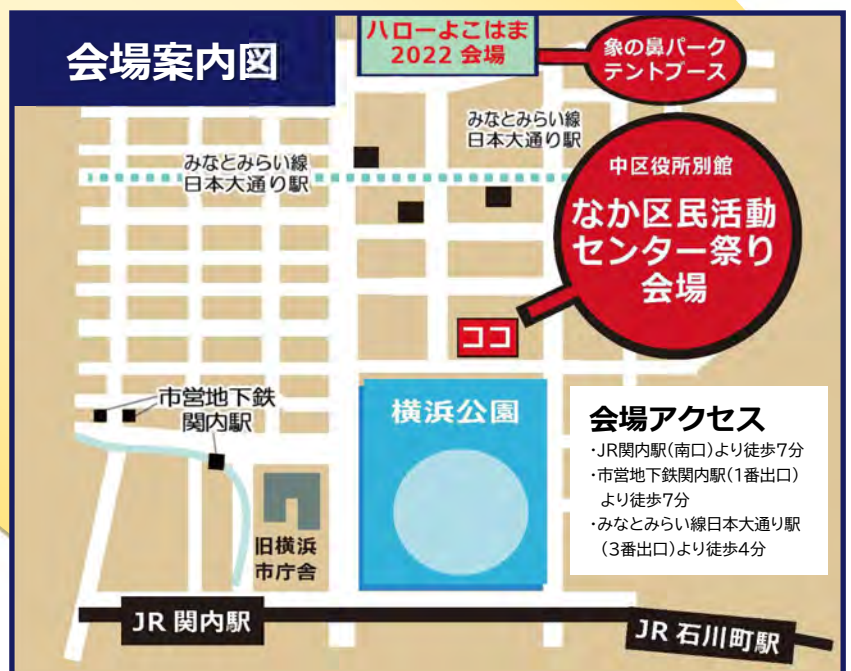 会場案内図
ハローよこはま
2022 会場
象の鼻パーク
テントブース
みなとみらい線
日本大通り駅
みなとみらい線
日本大通り駅
中区役所別館
なか区民活動
センター祭り
会場
ココ
市営地下鉄
関内駅
横浜公園
旧横浜
市庁舎
会場アクセス
・JR関内駅(南口)より徒歩7分
・市営地下鉄関内駅(1番出口)
より徒歩7分
・みなとみらい線日本大通り駅
(3番出口)より徒歩4分
JR 関内駅
JR 石川町駅